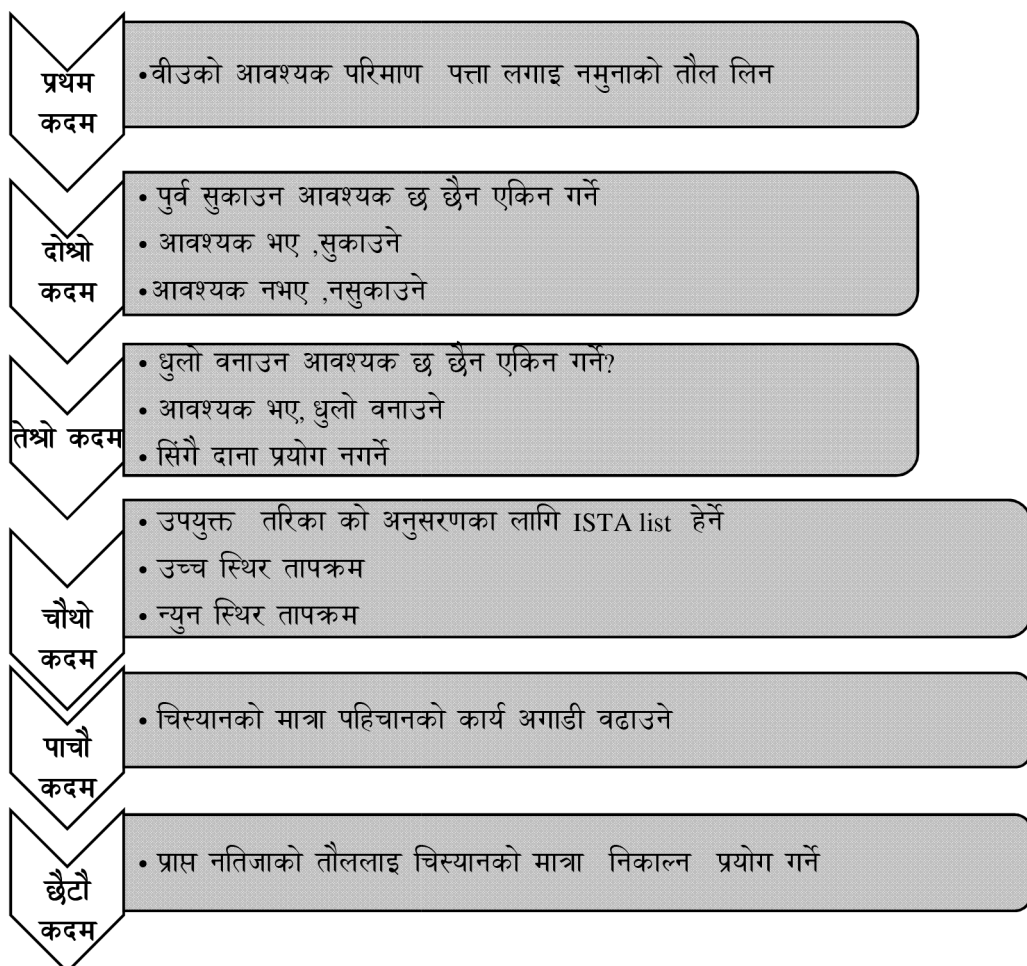 प्रथम
कदम
•वीउको आवश्यक परिमाण पत्ता लगाइ नमुनाको तौल लिन
दोश्रो
कदम
• पुर्व सुकाउन आवश्यक छ छैन एकिन गर्ने
• आवश्यक भए ,सुकाउने
•आवश्यक नभए ,नसुकाउने
तेश्रो कदम
• धुलो वनाउन आवश्यक छ छैन एकिन गर्ने?
• आवश्यक भए, धुलो वनाउने
• सिंगै दाना प्रयोग नगर्ने
चौथो
कदम
• उपयुक्त तरिका को अनुसरणका लागि ISTA list हेर्ने
• उच्च स्थिर तापक्रम
• न्युन स्थिर तापक्रम
पाचौ
कदम
• चिस्यानको मात्रा पहिचानको कार्य अगाडी वढाउने
छैटौ
कदम
• प्राप्त नतिजाको तौललाइ चिस्यानको मात्रा निकाल्न प्रयोग गर्ने